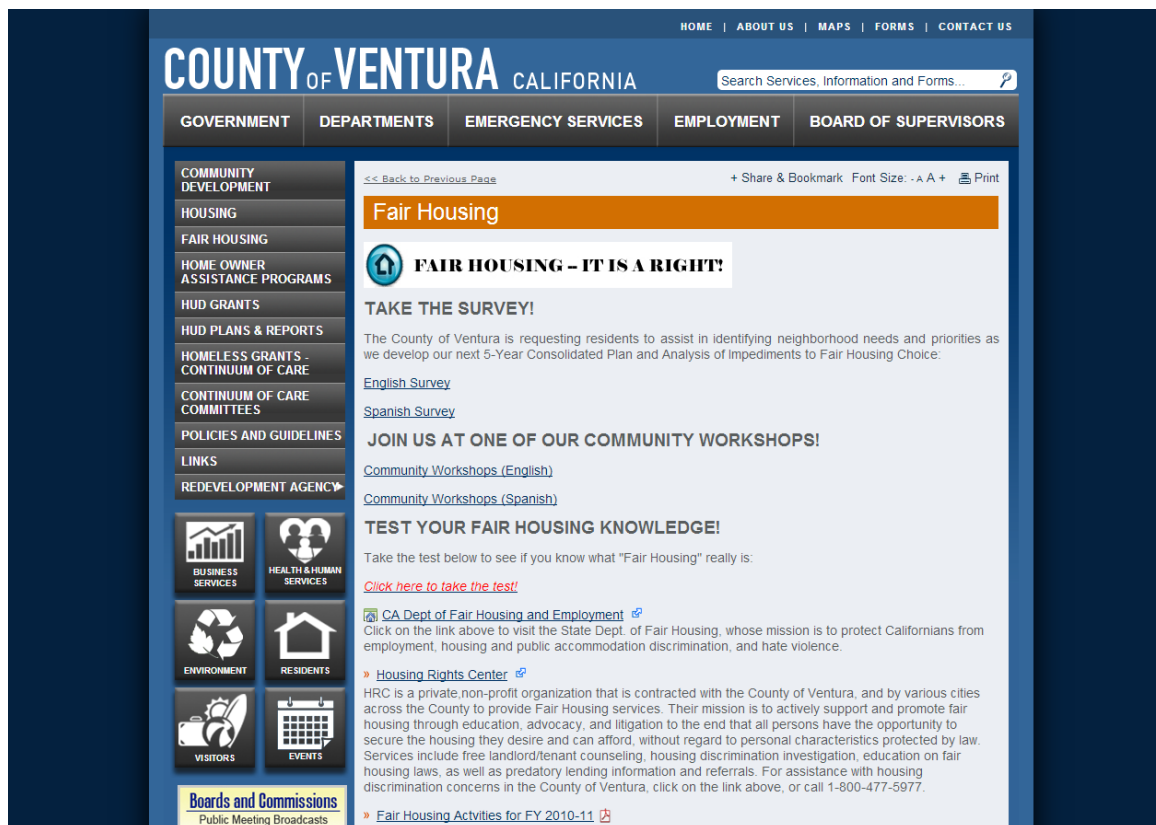 HOME | ABOUT US | MAPS | FORMS | CONTACT US
COUNTY OF VENTURA CALIFORNIA
Search Services, Information and Forms...
GOVERNMENT DEPARTMENTS EMERGENCY SERVICES EMPLOYMENT BOARD OF SUPERVISORS
COMMUNITY
DEVELOPMENT
HOUSING
FAIR HOUSING
HOME OWNER
ASSISTANCE PROGRAMS
HUD GRANTS
HUD PLANS & REPORTS
HOMELESS GRANTS -
CONTINUUM OF CARE
CONTINUUM OF CARE
COMMITTEES
POLICIES AND GUIDELINES
LINKS
REDEVELOPMENT AGENCY
BUSINESS
SERVICES
HEALTH & HUMAN
SERVICES
ENVIRONMENT
RESIDENTS
VISITORS
EVENTS
Boards and Commissions
Public Meeting Broadcasts
<< Back to Previous Page
+ Share & Bookmark Font Size: - A A + Print
Fair Housing
FAIR HOUSING – IT IS A RIGHT!
TAKE THE SURVEY!
The County of Ventura is requesting residents to assist in identifying neighborhood needs and priorities as
we develop our next 5-Year Consolidated Plan and Analysis of Impediments to Fair Housing Choice:
English Survey
Spanish Survey
JOIN US AT ONE OF OUR COMMUNITY WORKSHOPS!
Community Workshops (English)
Community Workshops (Spanish)
TEST YOUR FAIR HOUSING KNOWLEDGE!
Take the test below to see if you know what "Fair Housing" really is:
Click here to take the test!
CA Dept of Fair Housing and Employment
Click on the link above to visit the State Dept. of Fair Housing, whose mission is to protect Californians from
employment, housing and public accommodation discrimination, and hate violence.
» Housing Rights Center
HRC is a private,non-profit organization that is contracted with the County of Ventura, and by various cities
across the County to provide Fair Housing services. Their mission is to actively support and promote fair
housing through education, advocacy, and litigation to the end that all persons have the opportunity to
secure the housing they desire and can afford, without regard to personal characteristics protected by law.
Services include free landlord/tenant counseling, housing discrimination investigation, education on fair
housing laws, as well as predatory lending information and referrals. For assistance with housing
discrimination concerns in the County of Ventura, click on the link above, or call 1-800-477-5977.
» Fair Housing Actvities for FY 2010-11